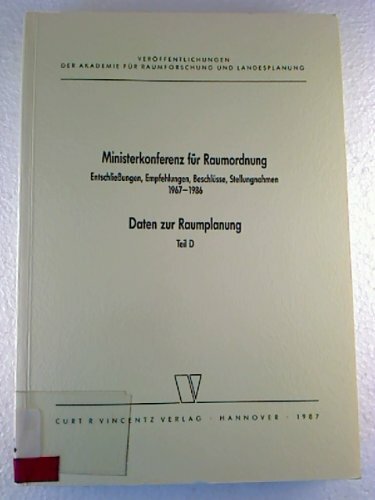 VERÖFFENTLICHUNGEN
DER AKADEMIE FÜR RAUMFORSCHUNG UND LANDESPLANUNG
Ministerkonferenz für Raumordnung
Entschließungen, Empfehlungen, Beschlüsse, Stellungnahmen
1967–1986
Daten zur Raumplanung
Teil D
V
CURT R VINCENTZ VERLAG · HANNOVER · 1987